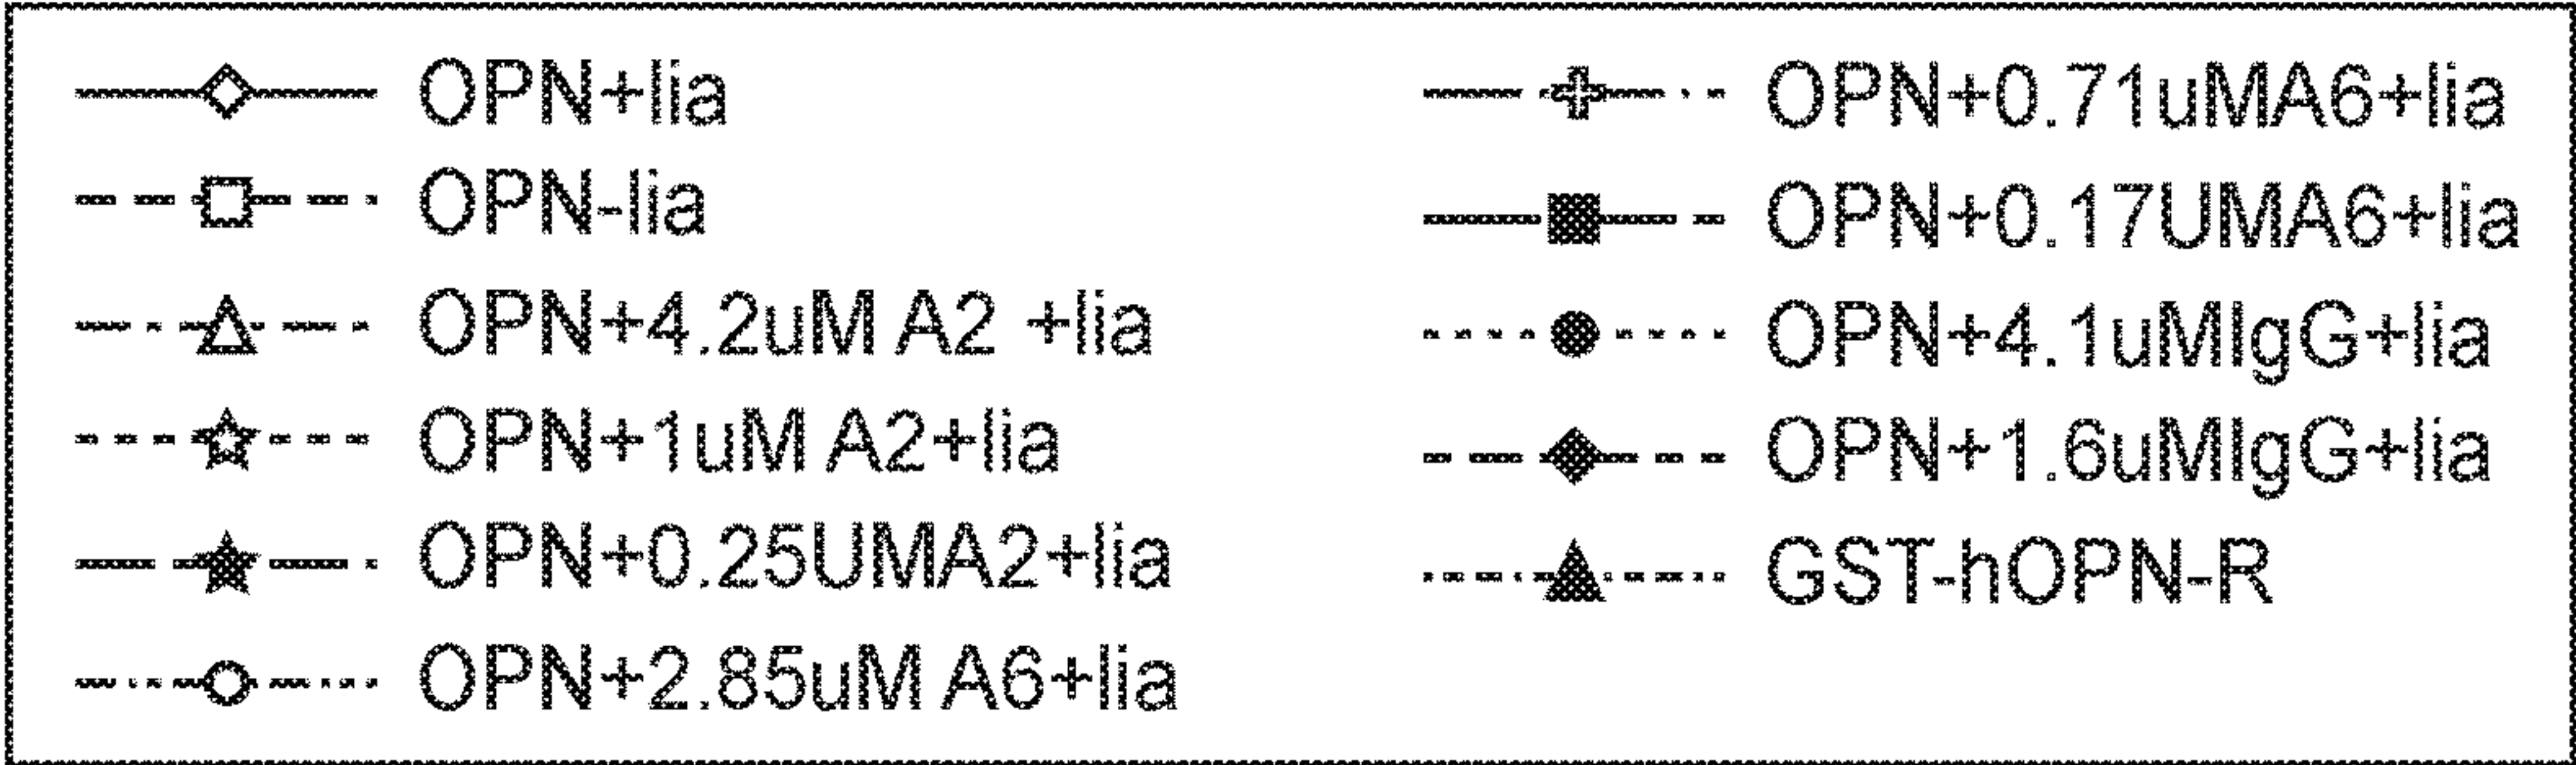 OPN+lia
OPN-lia
OPN+4.2uM A2 +lia
OPN+1uM A2+lia
OPN+0.25UMA2+lia
OPN+2.85uM A6+lia
OPN+0.71uMA6+lia
OPN+0.17UMA6+lia
OPN+4.1uMIgG+lia
OPN+1.6uMIgG+lia
GST-hOPN-R